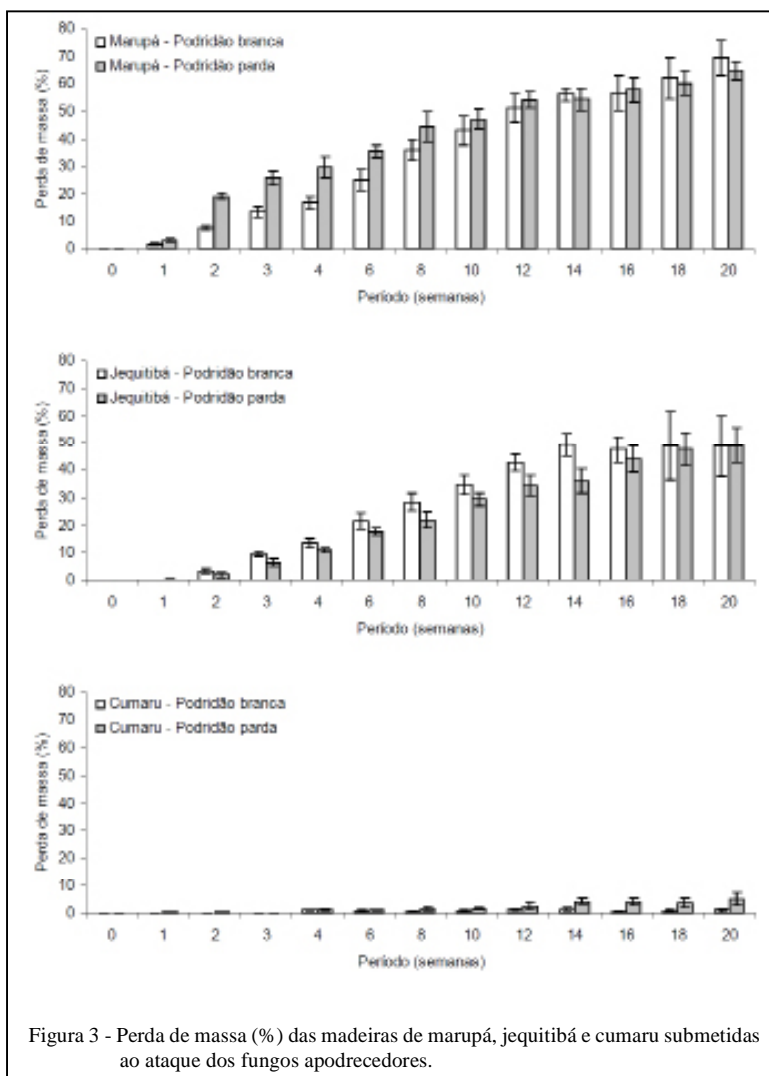 80
70
60
50
40
30
20
10
0
Perda de massa (%)
Marupá - Podridão branca
Marupá - Podridão parda
0 1 2 3 4 6 8 10 12 14 16 18 20
Período (semanas)
80
70
60
50
40
30
20
10
0
Perda de massa (%)
Jequitibá - Podridão branca
Jequitibá - Podridão parda
0 1 2 3 4 6 8 10 12 14 16 18 20
Período (semanas)
80
70
60
50
40
30
20
10
0
Perda de massa (%)
Cumaru - Podridão branca
Cumaru - Podridão parda
0 1 2 3 4 6 8 10 12 14 16 18 20
Período (semanas)
Figura 3 - Perda de massa (%) das madeiras de marupá, jequitibá e cumaru submetidas
ao ataque dos fungos apodrecedores.